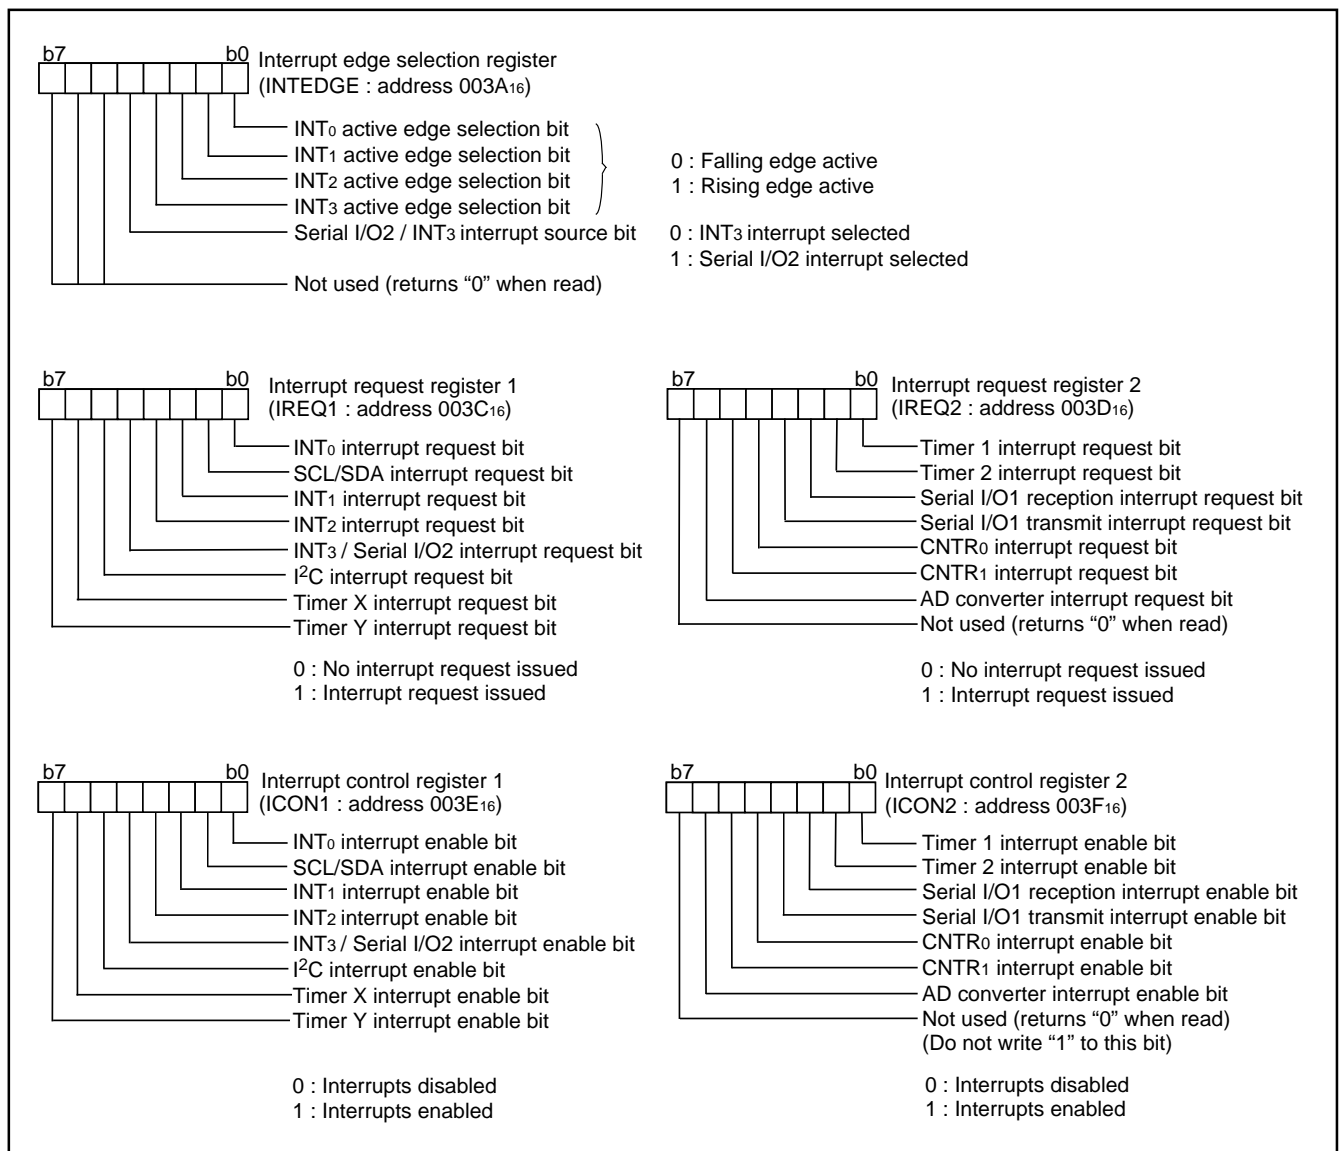 b7 b0
Interrupt edge selection register
(INTEDGE : address 003A₁₆)
INT₀ active edge selection bit
INT₁ active edge selection bit
INT₂ active edge selection bit
INT₃ active edge selection bit
0 : Falling edge active
1 : Rising edge active
Serial I/O2 / INT₃ interrupt source bit
0 : INT₃ interrupt selected
1 : Serial I/O2 interrupt selected
Not used (returns “0” when read)
b7 b0
Interrupt request register 1
(IREQ1 : address 003C₁₆)
INT₀ interrupt request bit
SCL/SDA interrupt request bit
INT₁ interrupt request bit
INT₂ interrupt request bit
INT₃ / Serial I/O2 interrupt request bit
I²C interrupt request bit
Timer X interrupt request bit
Timer Y interrupt request bit
0 : No interrupt request issued
1 : Interrupt request issued
b7 b0
Interrupt request register 2
(IREQ2 : address 003D₁₆)
Timer 1 interrupt request bit
Timer 2 interrupt request bit
Serial I/O1 reception interrupt request bit
Serial I/O1 transmit interrupt request bit
CNTR₀ interrupt request bit
CNTR₁ interrupt request bit
AD converter interrupt request bit
Not used (returns “0” when read)
0 : No interrupt request issued
1 : Interrupt request issued
b7 b0
Interrupt control register 1
(ICON1 : address 003E₁₆)
INT₀ interrupt enable bit
SCL/SDA interrupt enable bit
INT₁ interrupt enable bit
INT₂ interrupt enable bit
INT₃ / Serial I/O2 interrupt enable bit
I²C interrupt enable bit
Timer X interrupt enable bit
Timer Y interrupt enable bit
0 : Interrupts disabled
1 : Interrupts enabled
b7 b0
Interrupt control register 2
(ICON2 : address 003F₁₆)
Timer 1 interrupt enable bit
Timer 2 interrupt enable bit
Serial I/O1 reception interrupt enable bit
Serial I/O1 transmit interrupt enable bit
CNTR₀ interrupt enable bit
CNTR₁ interrupt enable bit
AD converter interrupt enable bit
Not used (returns “0” when read)
(Do not write “1” to this bit)
0 : Interrupts disabled
1 : Interrupts enabled